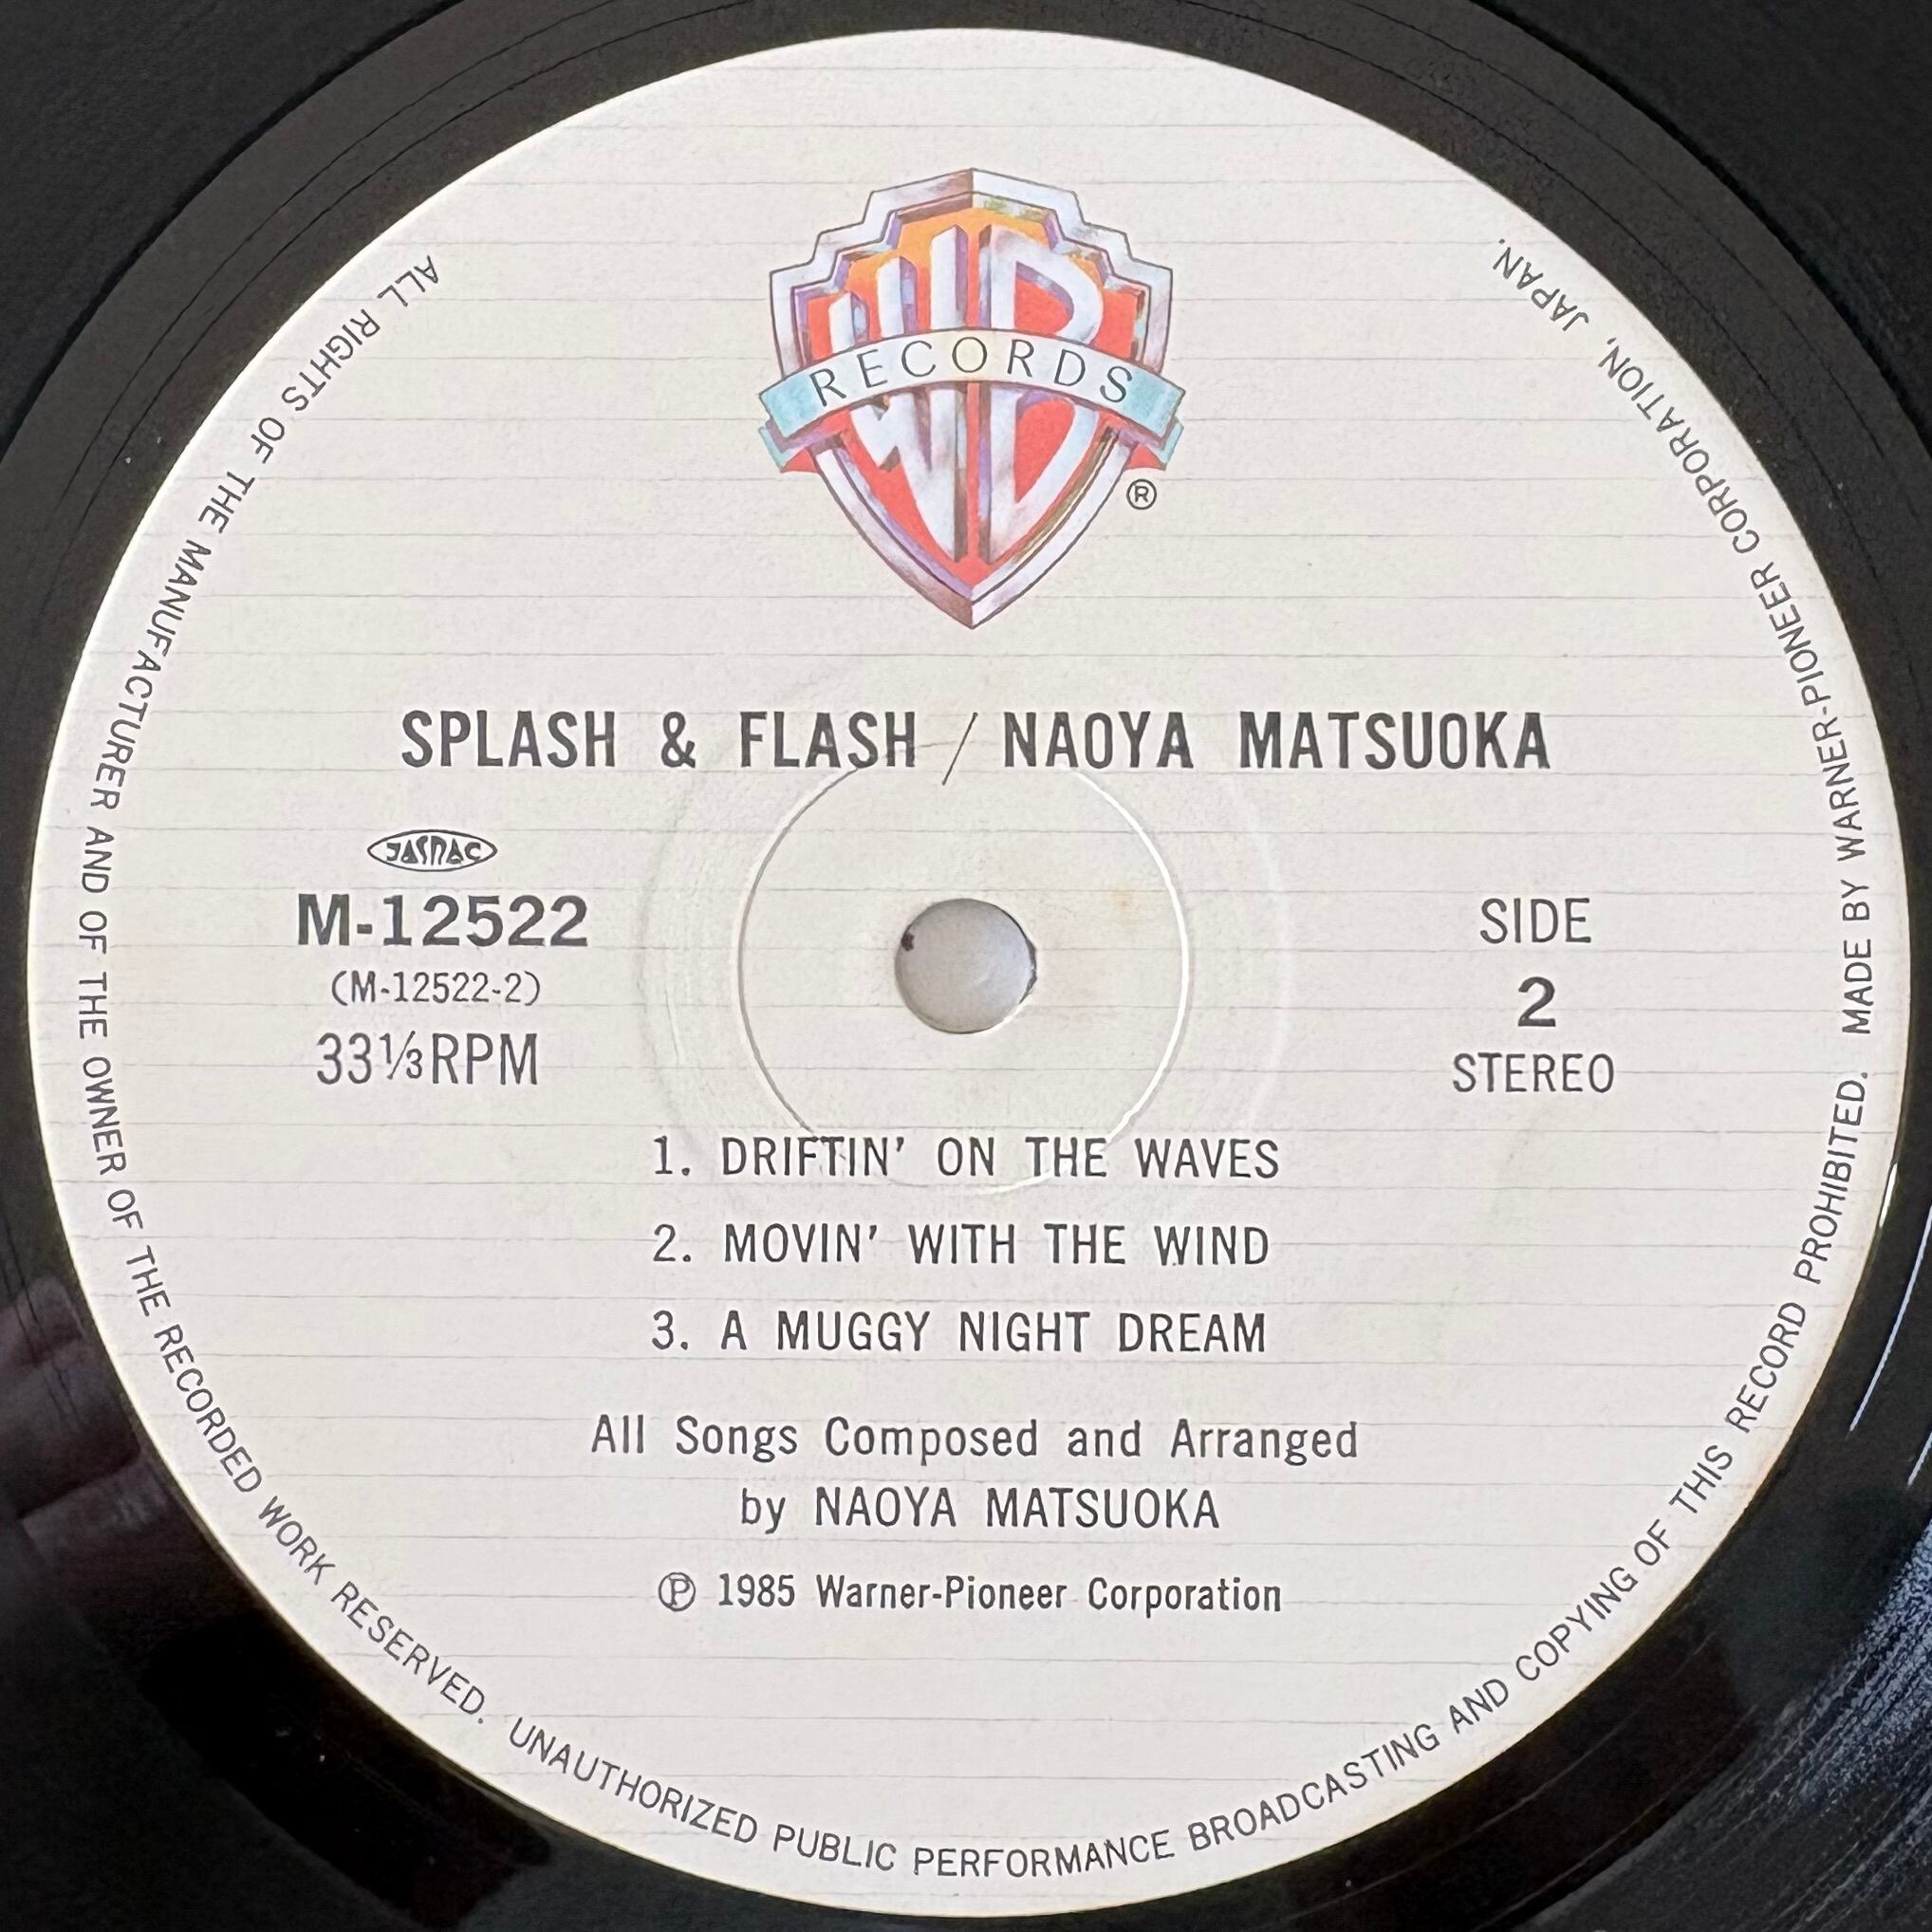 WB
RECORDS
®
SPLASH & FLASH / NAOYA MATSUOKA
JASRAC
M-12522
(M-12522-2)
33⅓RPM
SIDE
2
STEREO
1. DRIFTIN' ON THE WAVES
2. MOVIN' WITH THE WIND
3. A MUGGY NIGHT DREAM
All Songs Composed and Arranged
by NAOYA MATSUOKA
℗ 1985 Warner-Pioneer Corporation
ALL RIGHTS OF THE MANUFACTURER AND OF THE OWNER OF THE RECORDED WORK RESERVED. UNAUTHORIZED PUBLIC PERFORMANCE BROADCASTING AND COPYING OF THIS RECORD PROHIBITED. MADE BY WARNER-PIONEER CORPORATION, JAPAN.